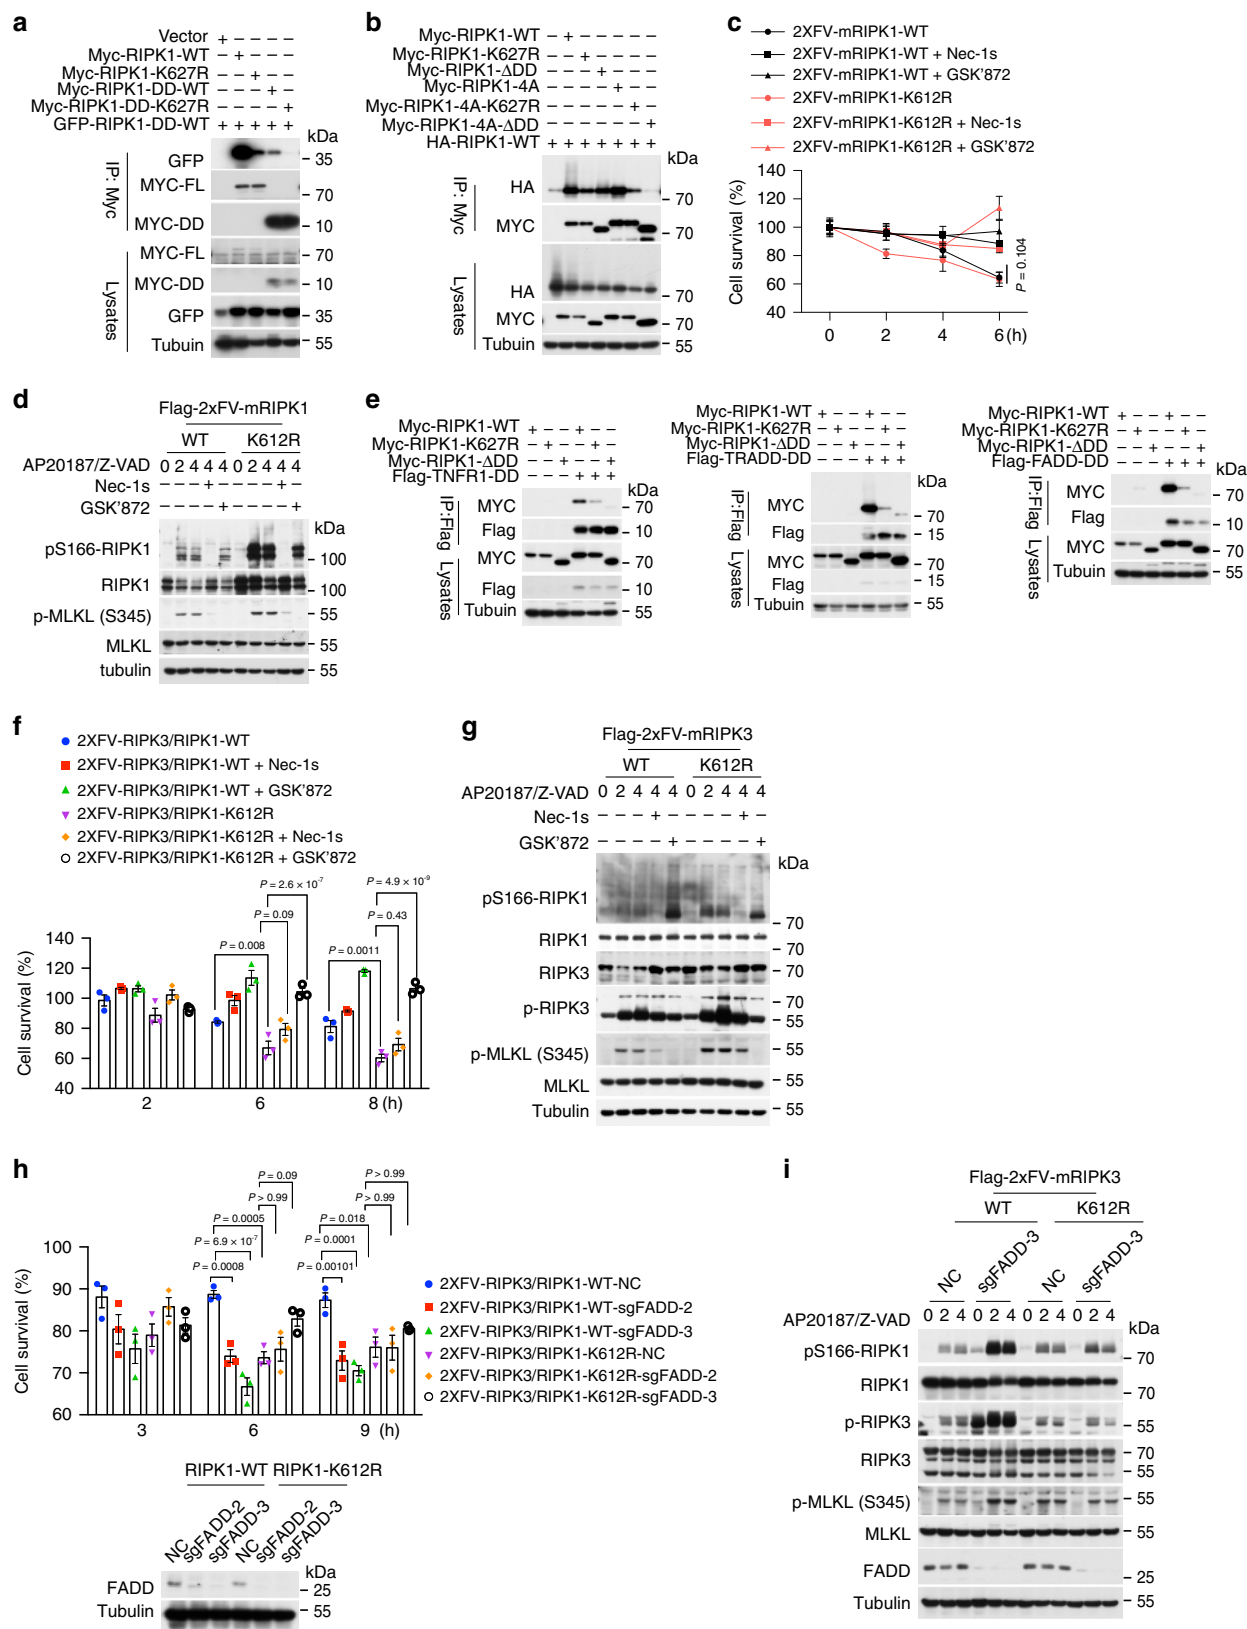 a
Vector + – – – –
Myc-RIPK1-WT – + – – –
Myc-RIPK1-K627R – – + – –
Myc-RIPK1-DD-WT – – – + –
Myc-RIPK1-DD-K627R – – – – +
GFP-RIPK1-DD-WT + + + + +
kDa
IP: Myc
GFP 35
MYC-FL 70
MYC-DD 10
Lysates
MYC-FL 70
MYC-DD 10
GFP 35
Tubuin 55
b
Myc-RIPK1-WT – + – – – – –
Myc-RIPK1-K627R – – + – – – –
Myc-RIPK1-ΔDD – – – + – – –
Myc-RIPK1-4A – – – – + – –
Myc-RIPK1-4A-K627R – – – – – + –
Myc-RIPK1-4A-ΔDD – – – – – – +
HA-RIPK1-WT + + + + + + +
kDa
IP: Myc
HA 70
MYC 70
Lysates
HA 70
MYC 70
Tubuin 55
c
2XFV-mRIPK1-WT
2XFV-mRIPK1-WT + Nec-1s
2XFV-mRIPK1-WT + GSK'872
2XFV-mRIPK1-K612R
2XFV-mRIPK1-K612R + Nec-1s
2XFV-mRIPK1-K612R + GSK'872
Cell survival (%)
140
120
100
80
60
40
P = 0.104
0 2 4 6 (h)
d
Flag-2xFV-mRIPK1
WT K612R
AP20187/Z-VAD 0 2 4 4 4 0 2 4 4 4
Nec-1s – – – + – – – – + –
GSK'872 – – – – + – – – – +
kDa
pS166-RIPK1 100
RIPK1 100
p-MLKL (S345) 55
MLKL 55
tubulin 55
e
Myc-RIPK1-WT + – – + – –
Myc-RIPK1-K627R – + – – + –
Myc-RIPK1-ΔDD – – + – – +
Flag-TNFR1-DD – – – + + +
kDa
IP:Flag
MYC 70
Flag 10
Lysates
MYC 70
Flag 10
Tubuin 55
Myc-RIPK1-WT + – – + – –
Myc-RIPK1-K627R – + – – + –
Myc-RIPK1-ΔDD – – + – – +
Flag-TRADD-DD – – – + + +
kDa
IP:Flag
MYC 70
Flag 15
Lysates
MYC 70
Flag 15
Tubuin 55
Myc-RIPK1-WT + – – + – –
Myc-RIPK1-K627R – + – – + –
Myc-RIPK1-ΔDD – – + – – +
Flag-FADD-DD – – – + + +
kDa
IP:Flag
MYC 70
Flag 10
Lysates
MYC 70
Tubuin 55
f
2XFV-RIPK3/RIPK1-WT
2XFV-RIPK3/RIPK1-WT + Nec-1s
2XFV-RIPK3/RIPK1-WT + GSK'872
2XFV-RIPK3/RIPK1-K612R
2XFV-RIPK3/RIPK1-K612R + Nec-1s
2XFV-RIPK3/RIPK1-K612R + GSK'872
P = 2.6 × 10⁻⁷
P = 0.09
P = 0.008
P = 4.9 × 10⁻⁹
P = 0.43
P = 0.0011
Cell survival (%)
140
120
100
80
60
40
2 6 8 (h)
g
Flag-2xFV-mRIPK3
WT K612R
AP20187/Z-VAD 0 2 4 4 4 0 2 4 4 4
Nec-1s – – – + – – – – + –
GSK'872 – – – – + – – – – +
kDa
pS166-RIPK1 70
RIPK1 70
RIPK3 70
p-RIPK3 70
55
p-MLKL (S345) 55
MLKL 55
Tubulin 55
h
P = 0.09
P > 0.99
P = 0.0005
P = 6.9 × 10⁻⁷
P = 0.0008
P > 0.99
P > 0.99
P = 0.018
P = 0.0001
P = 0.00101
Cell survival (%)
100
90
80
70
60
3 6 9 (h)
2XFV-RIPK3/RIPK1-WT-NC
2XFV-RIPK3/RIPK1-WT-sgFADD-2
2XFV-RIPK3/RIPK1-WT-sgFADD-3
2XFV-RIPK3/RIPK1-K612R-NC
2XFV-RIPK3/RIPK1-K612R-sgFADD-2
2XFV-RIPK3/RIPK1-K612R-sgFADD-3
RIPK1-WT RIPK1-K612R
NC sgFADD-2 sgFADD-3 NC sgFADD-2 sgFADD-3
kDa
FADD 25
Tubulin 55
i
Flag-2xFV-mRIPK3
WT K612R
NC sgFADD-3 NC sgFADD-3
AP20187/Z-VAD 0 2 4 0 2 4 0 2 4 0 2 4
kDa
pS166-RIPK1 70
RIPK1 70
p-RIPK3 55
RIPK3 70
55
p-MLKL (S345) 55
MLKL 55
FADD 25
Tubulin 55